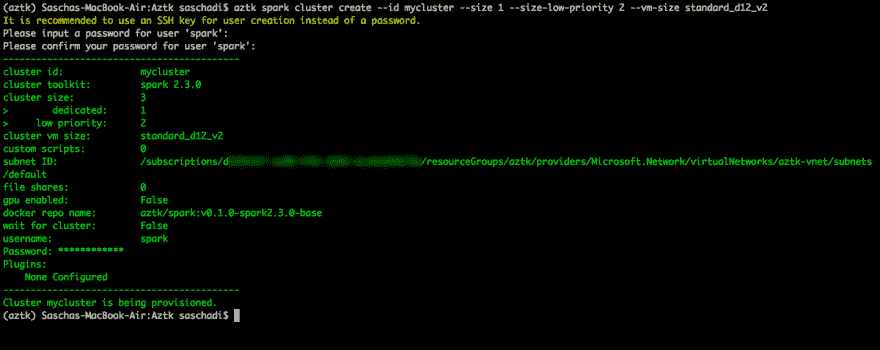 (aztk) Saschas-MacBook-Air:Aztk saschadi$ aztk spark cluster create --id mycluster --size 1 --size-low-priority 2 --vm-size standard_d12_v2
It is recommended to use an SSH key for user creation instead of a password.
Please input a password for user 'spark':
Please confirm your password for user 'spark':
-------------------------------------------
cluster id: mycluster
cluster toolkit: spark 2.3.0
cluster size: 3
> dedicated: 1
> low priority: 2
cluster vm size: standard_d12_v2
custom scripts: 0
subnet ID: /subscriptions/d /resourceGroups/aztk/providers/Microsoft.Network/virtualNetworks/aztk-vnet/subnets
/default
file shares: 0
gpu enabled: False
docker repo name: aztk/spark:v0.1.0-spark2.3.0-base
wait for cluster: False
username: spark
Password: ************
Plugins:
None Configured
-------------------------------------------
Cluster mycluster is being provisioned.
(aztk) Saschas-MacBook-Air:Aztk saschadi$